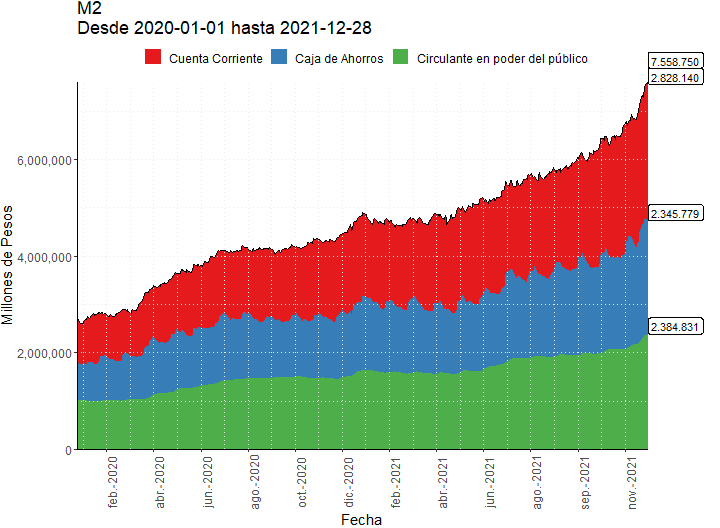 M2
Desde 2020-01-01 hasta 2021-12-28
Cuenta Corriente Caja de Ahorros Circulante en poder del público
7.558.750
2.828.140
2.345.779
2.384.831
6,000,000
4,000,000
2,000,000
0
Millones de Pesos
feb.-2020 abr.-2020 jun.-2020 ago.-2020 oct.-2020 dic.-2020 feb.-2021 abr.-2021 jun.-2021 ago.-2021 sep.-2021 nov.-2021
Fecha